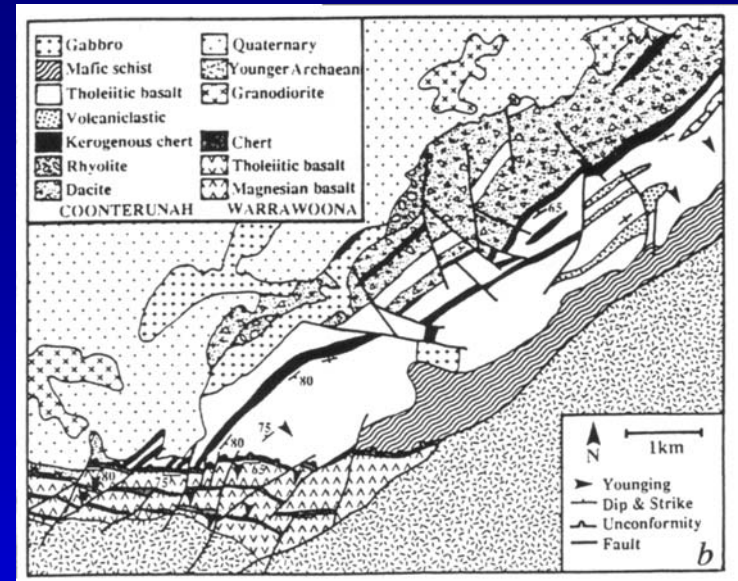 Gabbro
Mafic schist
Tholeiitic basalt
Volcaniclastic
Kerogenous chert
Rhyolite
Dacite
COONTERUNAH
Quaternary
Younger Archaean
Granodiorite
Chert
Tholeiitic basalt
Magnesian basalt
WARRAWOONA
65
80
75
80
65
80
75
N
1km
Younging
Dip & Strike
Unconformity
Fault
b